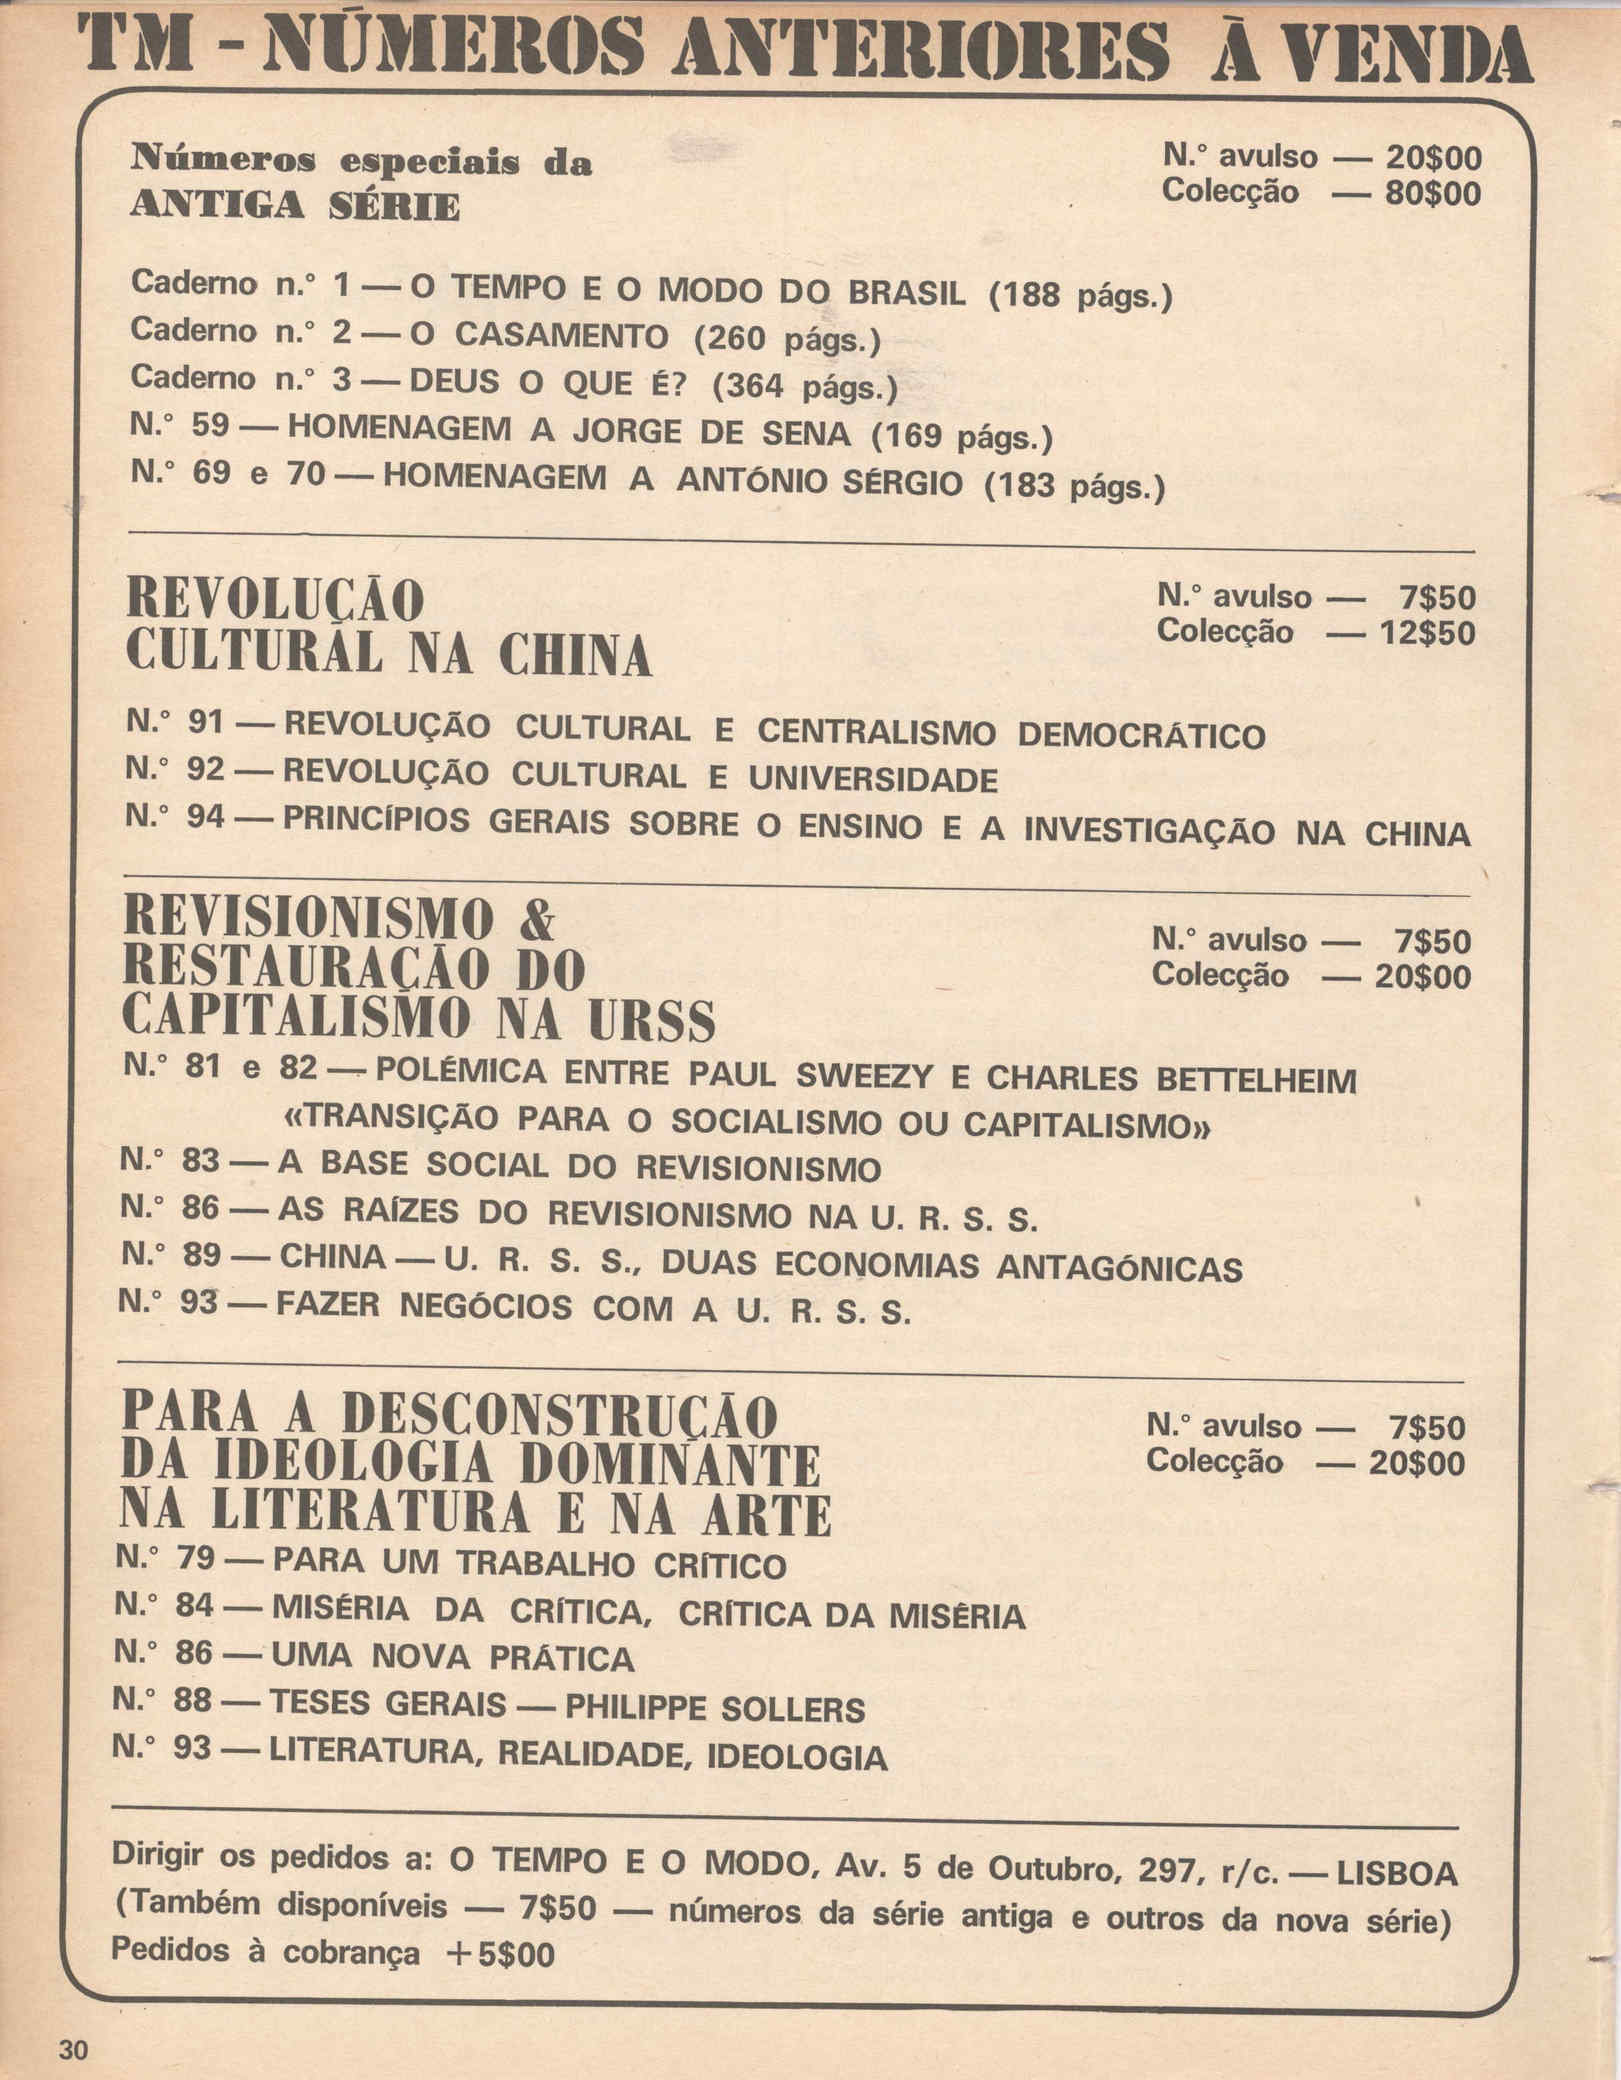 TM - NÚMEROS ANTERIORES À VENDA
Números especiais da
ANTIGA SÉRIE
N.º avulso — 20$00
Colecção — 80$00
Caderno n.º 1 — O TEMPO E O MODO DO BRASIL (188 págs.)
Caderno n.º 2 — O CASAMENTO (260 págs.)
Caderno n.º 3 — DEUS O QUE É? (364 págs.)
N.º 59 — HOMENAGEM A JORGE DE SENA (169 págs.)
N.º 69 e 70 — HOMENAGEM A ANTÓNIO SÉRGIO (183 págs.)
REVOLUÇÃO
CULTURAL NA CHINA
N.º avulso — 7$50
Colecção — 12$50
N.º 91 — REVOLUÇÃO CULTURAL E CENTRALISMO DEMOCRÁTICO
N.º 92 — REVOLUÇÃO CULTURAL E UNIVERSIDADE
N.º 94 — PRINCÍPIOS GERAIS SOBRE O ENSINO E A INVESTIGAÇÃO NA CHINA
REVISIONISMO &
RESTAURAÇÃO DO
CAPITALISMO NA URSS
N.º avulso — 7$50
Colecção — 20$00
N.º 81 e 82 — POLÉMICA ENTRE PAUL SWEEZY E CHARLES BETTELHEIM
«TRANSIÇÃO PARA O SOCIALISMO OU CAPITALISMO»
N.º 83 — A BASE SOCIAL DO REVISIONISMO
N.º 86 — AS RAÍZES DO REVISIONISMO NA U. R. S. S.
N.º 89 — CHINA — U. R. S. S., DUAS ECONOMIAS ANTAGÓNICAS
N.º 93 — FAZER NEGÓCIOS COM A U. R. S. S.
PARA A DESCONSTRUÇÃO
DA IDEOLOGIA DOMINANTE
NA LITERATURA E NA ARTE
N.º avulso — 7$50
Colecção — 20$00
N.º 79 — PARA UM TRABALHO CRÍTICO
N.º 84 — MISÉRIA DA CRÍTICA, CRÍTICA DA MISÉRIA
N.º 86 — UMA NOVA PRÁTICA
N.º 88 — TESES GERAIS — PHILIPPE SOLLERS
N.º 93 — LITERATURA, REALIDADE, IDEOLOGIA
Dirigir os pedidos a: O TEMPO E O MODO, Av. 5 de Outubro, 297, r/c. — LISBOA
(Também disponíveis — 7$50 — números da série antiga e outros da nova série)
Pedidos à cobrança +5$00
30